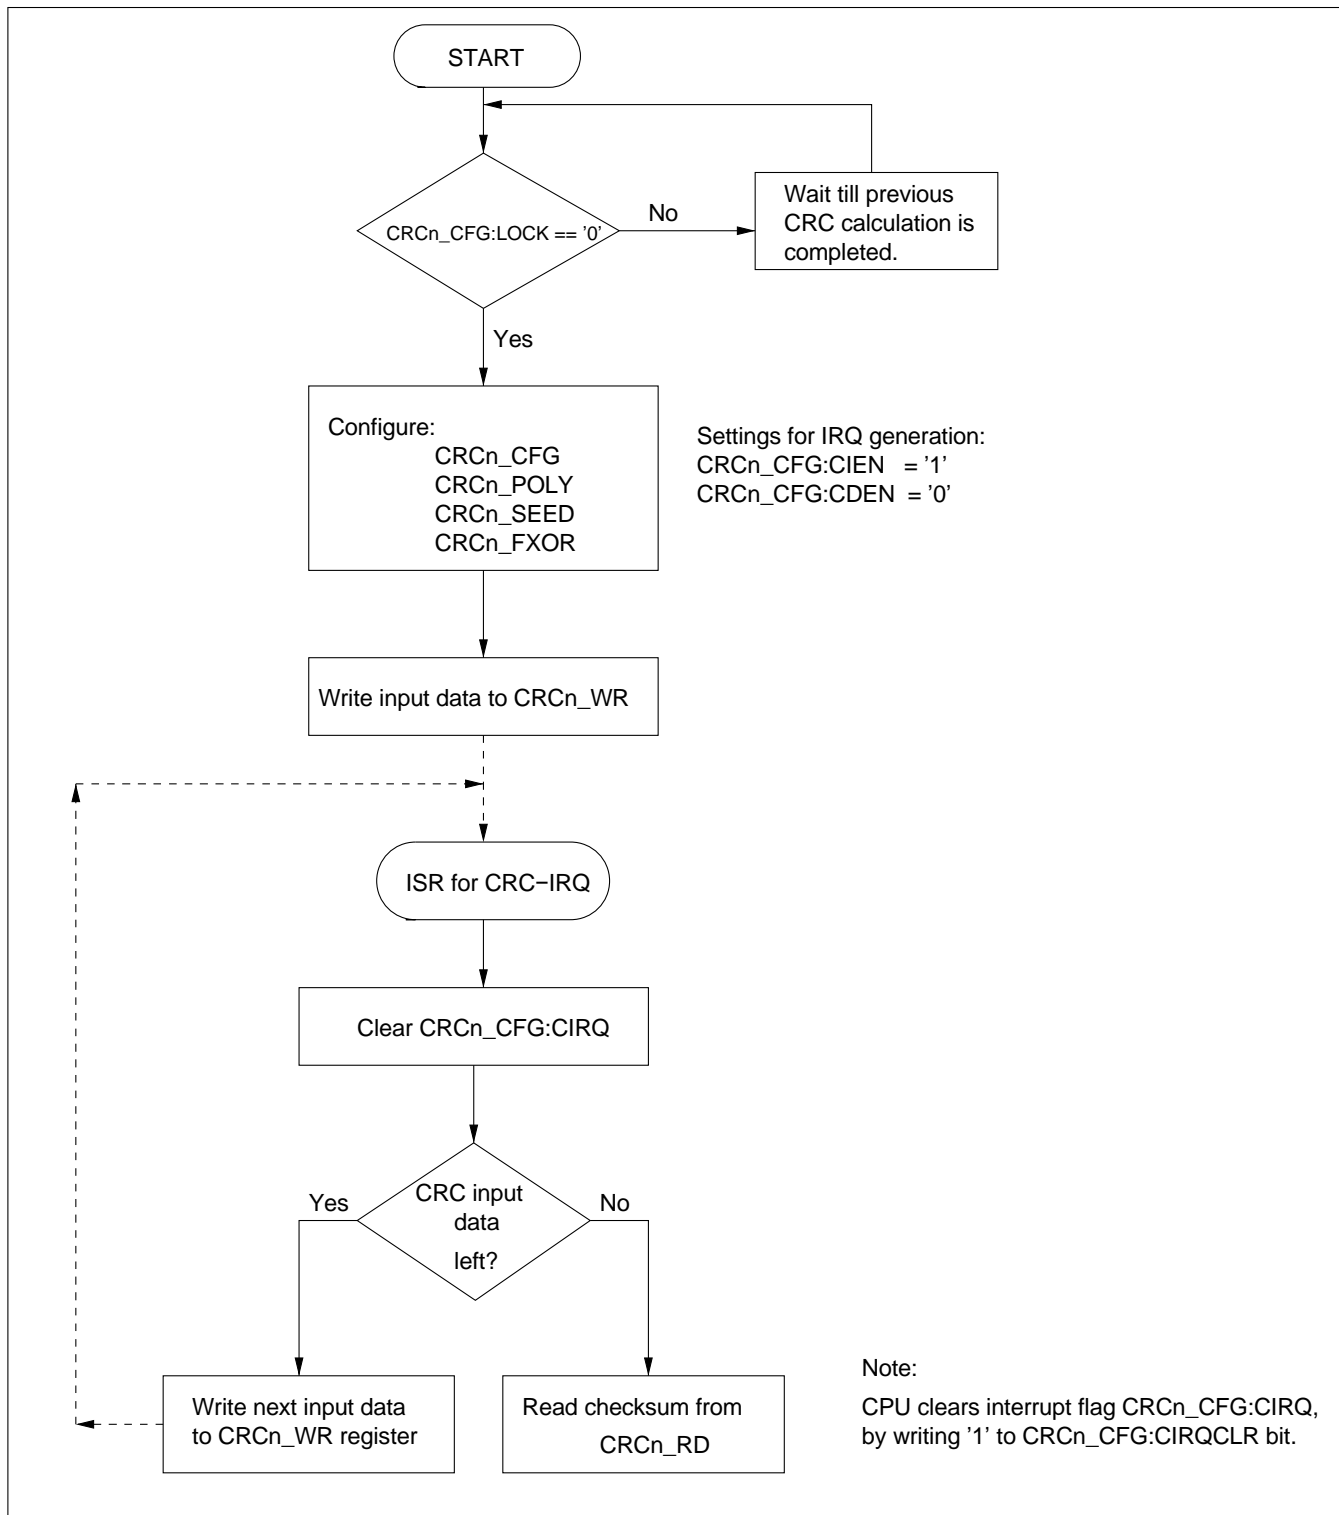 START
CRCn_CFG:LOCK == '0'
No
Wait till previous
CRC calculation is
completed.
Yes
Configure:
CRCn_CFG
CRCn_POLY
CRCn_SEED
CRCn_FXOR
Settings for IRQ generation:
CRCn_CFG:CIEN = '1'
CRCn_CFG:CDEN = '0'
Write input data to CRCn_WR
ISR for CRC−IRQ
Clear CRCn_CFG:CIRQ
CRC input
data
left?
Yes
No
Write next input data
to CRCn_WR register
Read checksum from
CRCn_RD
Note:
CPU clears interrupt flag CRCn_CFG:CIRQ,
by writing '1' to CRCn_CFG:CIRQCLR bit.